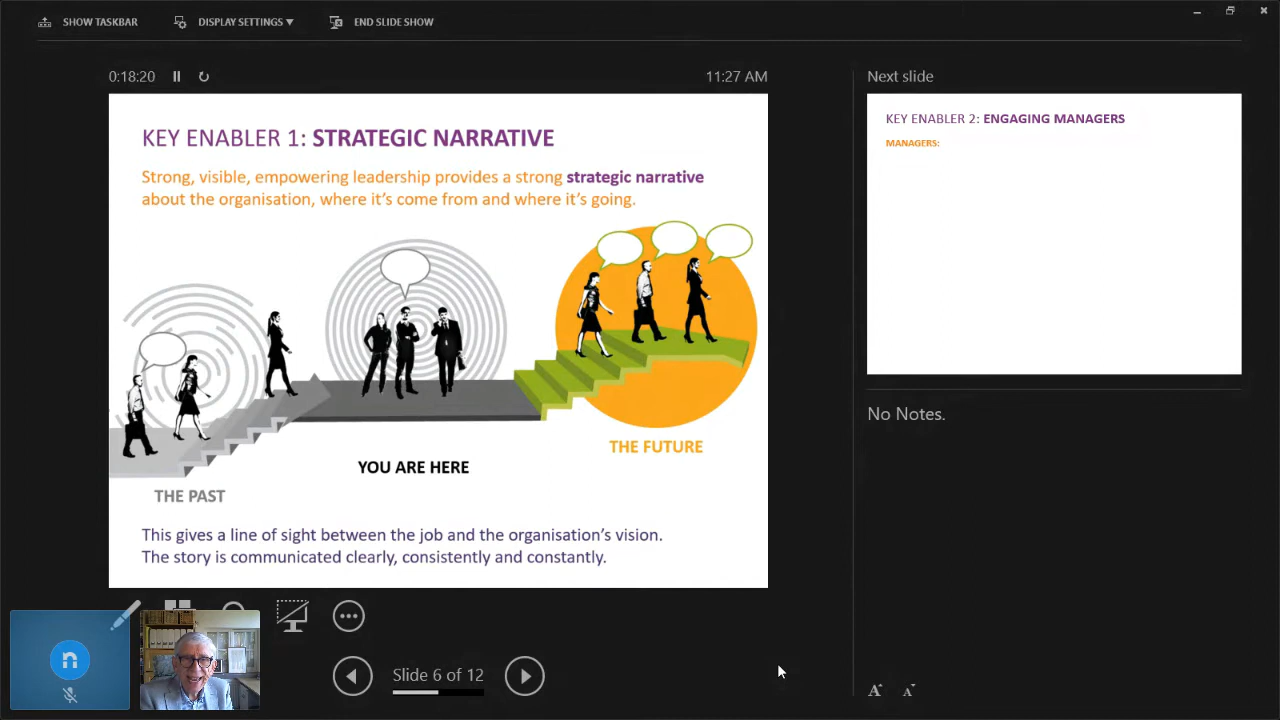 SHOW TASKBAR
DISPLAY SETTINGS ▼
END SLIDE SHOW
0:18:20
11:27 AM
Next slide
KEY ENABLER 1: STRATEGIC NARRATIVE
Strong, visible, empowering leadership provides a strong strategic narrative
about the organisation, where it's come from and where it's going.
THE FUTURE
YOU ARE HERE
THE PAST
This gives a line of sight between the job and the organisation's vision.
The story is communicated clearly, consistently and constantly.
KEY ENABLER 2: ENGAGING MANAGERS
MANAGERS:
No Notes.
n
Slide 6 of 12
A A